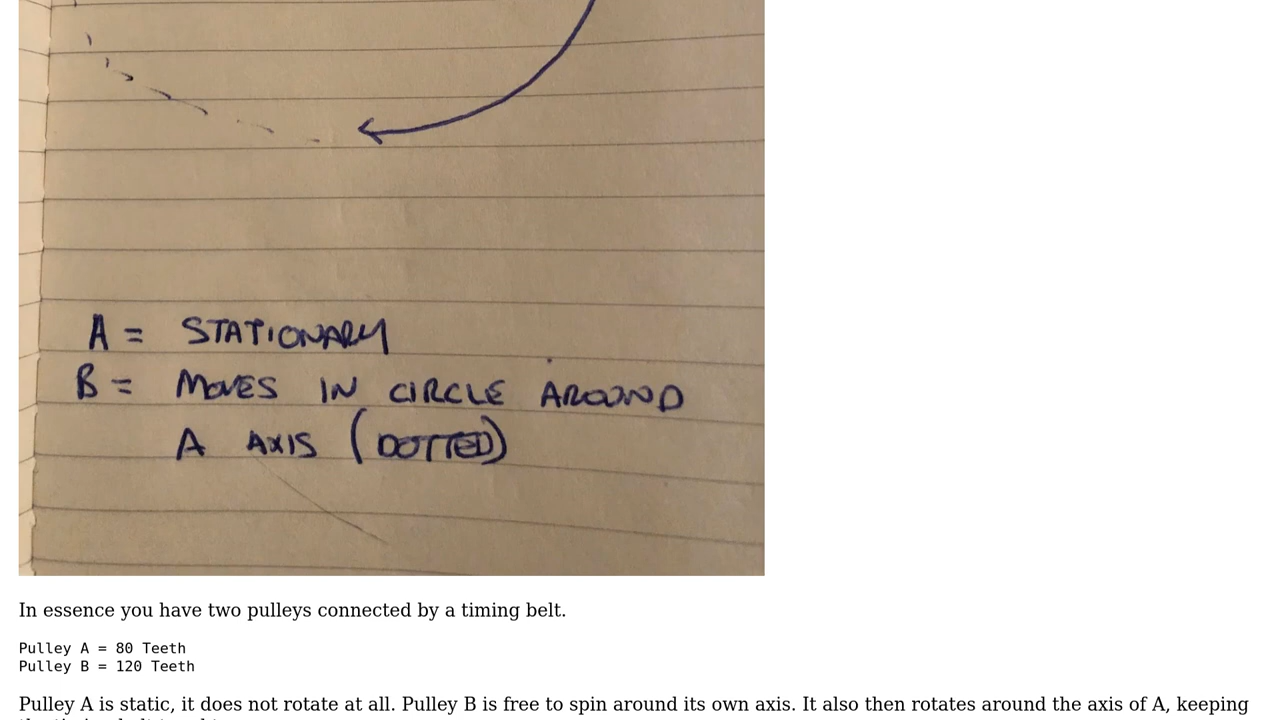 A = STATIONARY
B = MOVES IN CIRCLE AROUND
A AXIS (DOTTED)
In essence you have two pulleys connected by a timing belt.
Pulley A = 80 Teeth
Pulley B = 120 Teeth
Pulley A is static, it does not rotate at all. Pulley B is free to spin around its own axis. It also then rotates around the axis of A, keeping